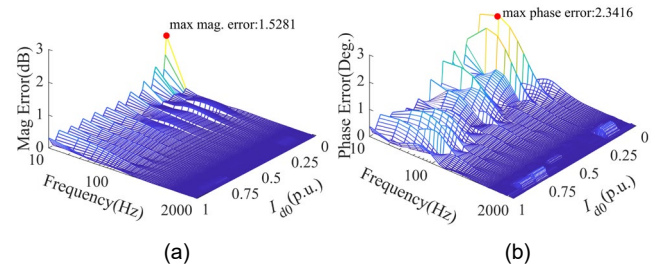 max mag. error:1.5281
Mag Error(dB)
3
2
1
0
10
100
2000
Frequency(Hz)
1
0.75
0.5
0.25
0
I_d0(p.u.)
(a)
max phase error:2.3416
Phase Error(Deg.)
3
2
1
0
10
100
2000
Frequency(Hz)
1
0.75
0.5
0.25
0
I_d0(p.u.)
(b)